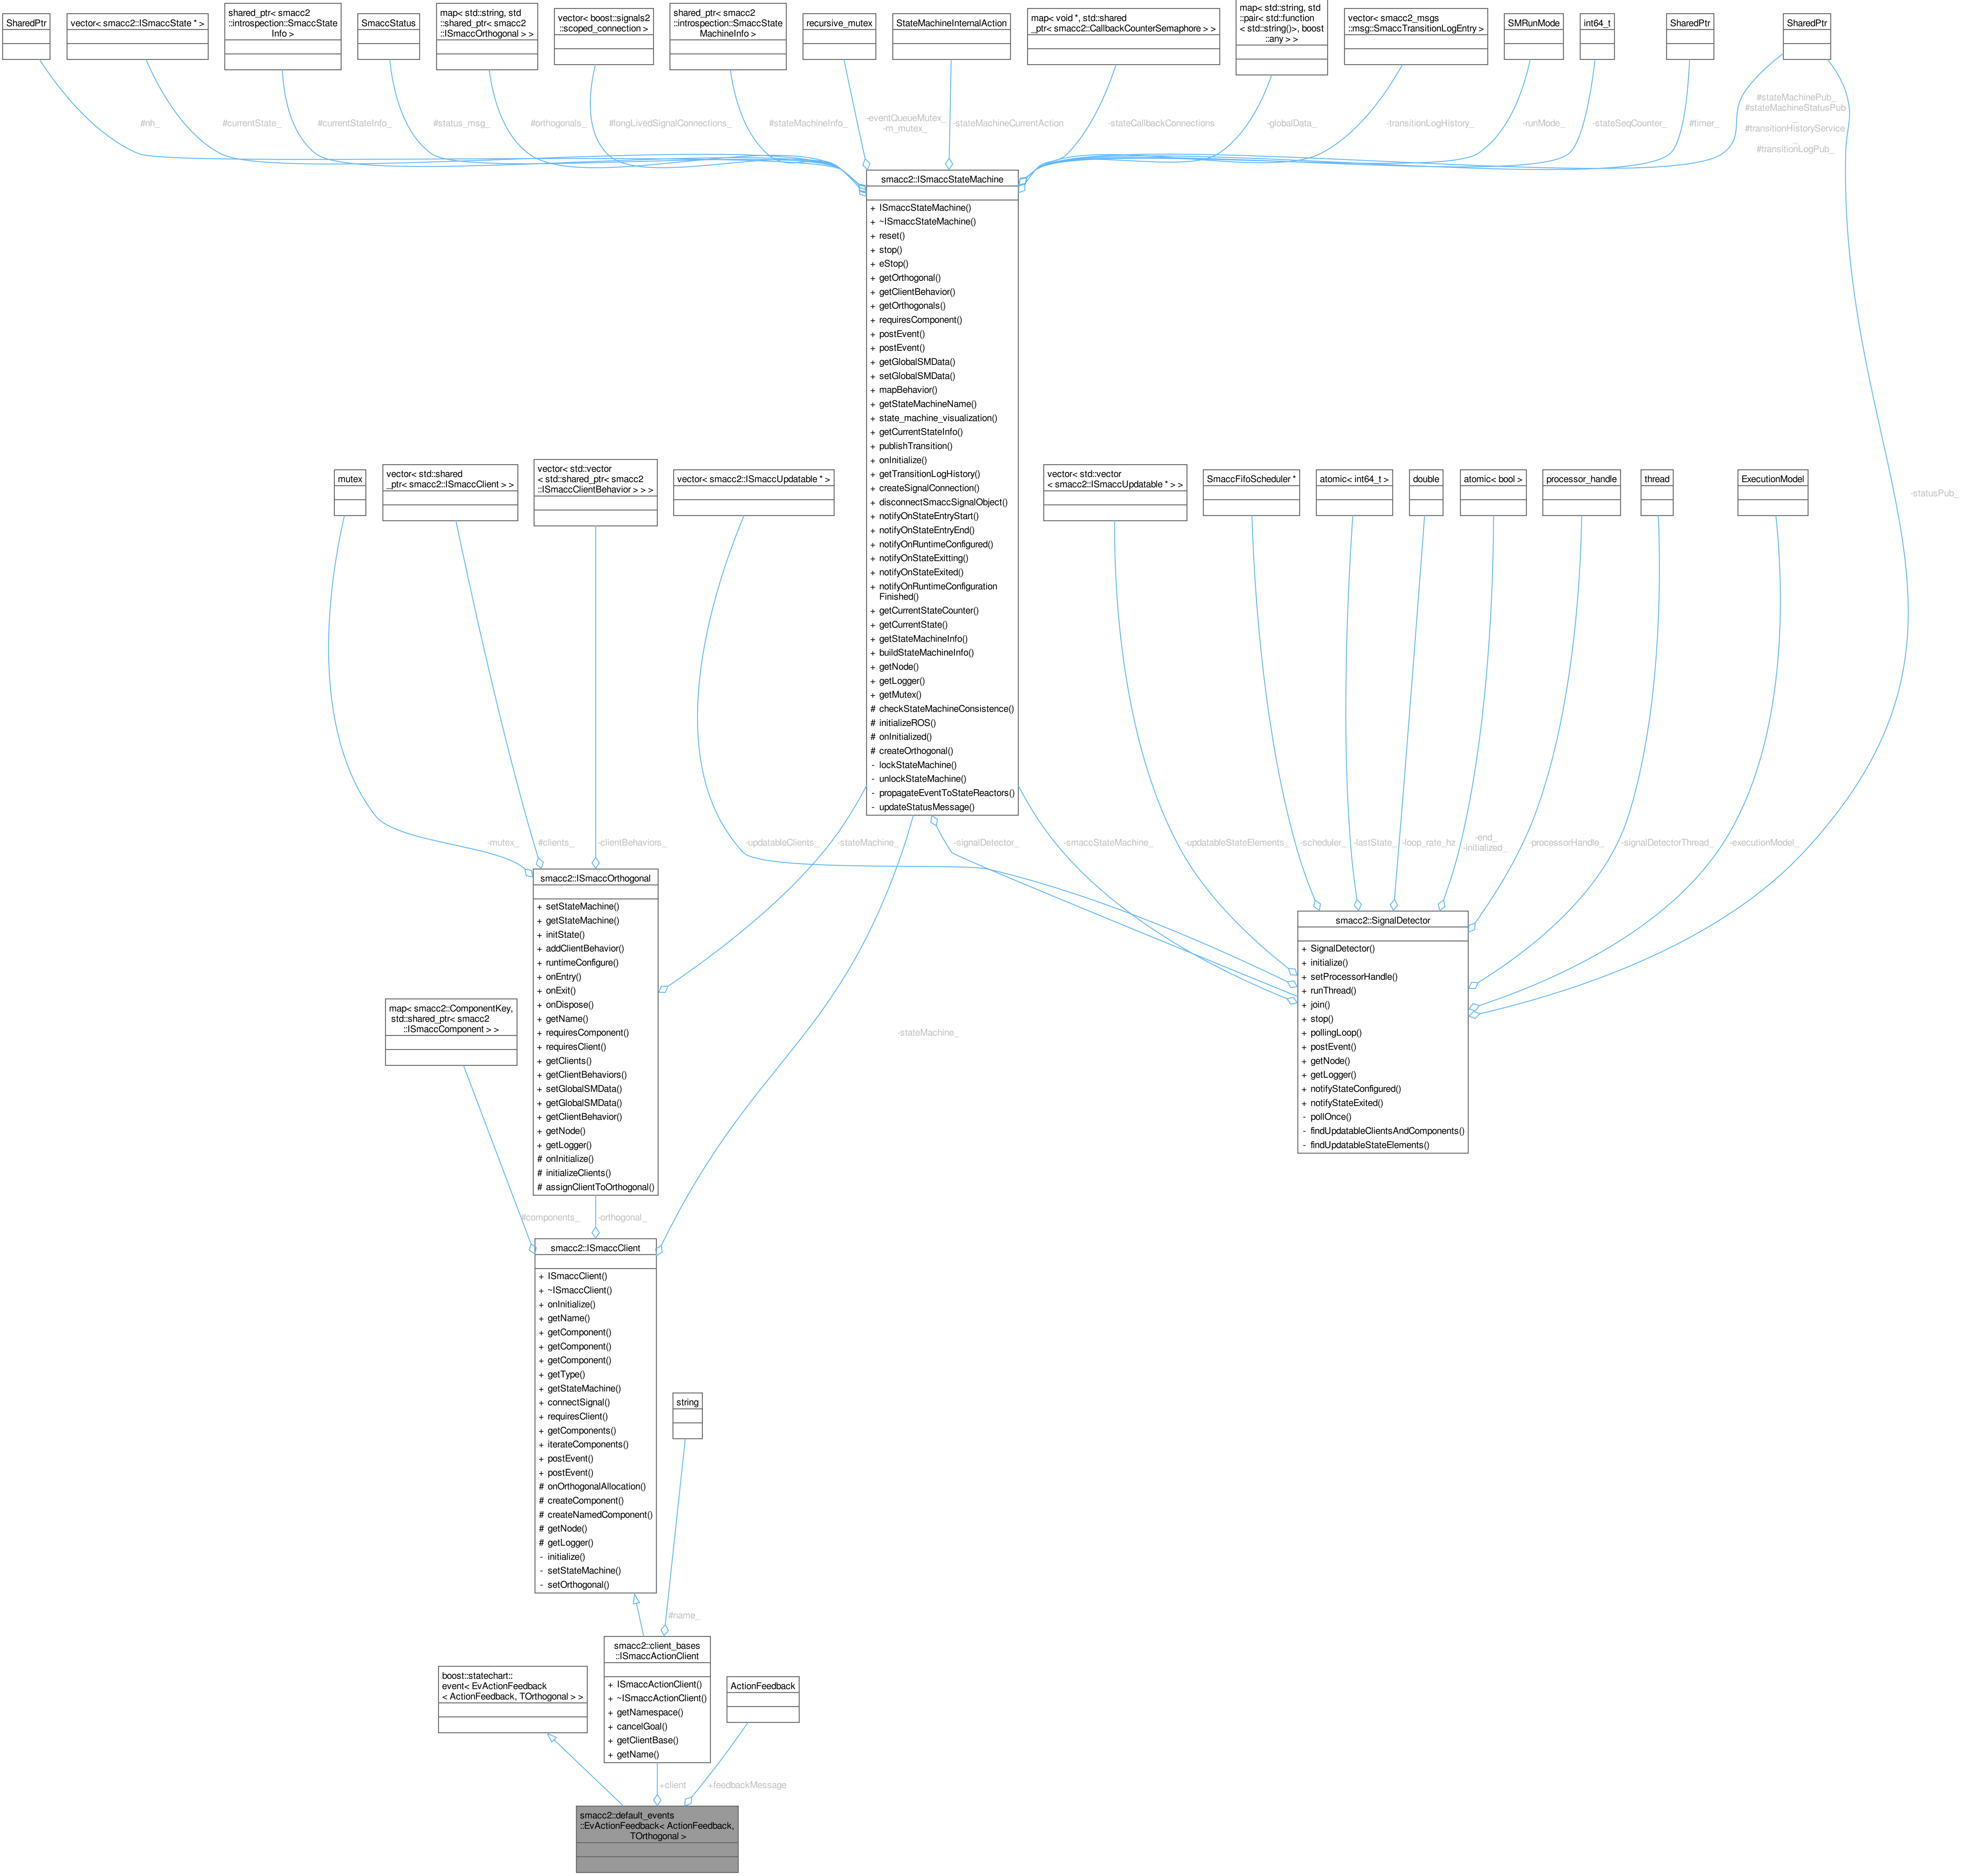 SharedPtr
vector< smacc2::ISmaccState * >
shared_ptr< smacc2
::introspection::SmaccState
Info >
SmaccStatus
map< std::string, std
::shared_ptr< smacc2
::ISmaccOrthogonal > >
vector< boost::signals2
::scoped_connection >
shared_ptr< smacc2
::introspection::SmaccState
MachineInfo >
recursive_mutex
StateMachineInternalAction
map< void *, std::shared
_ptr< smacc2::CallbackCounterSemaphore > >
map< std::string, std
::pair< std::function
< std::string()>, boost
::any > >
vector< smacc2_msgs
::msg::SmaccTransitionLogEntry >
SMRunMode
int64_t
SharedPtr
SharedPtr
#nh_
#currentState_
#currentStateInfo_
#status_msg_
#orthogonals_
#longLivedSignalConnections_
#stateMachineInfo_
-eventQueueMutex_
-m_mutex_
-stateMachineCurrentAction
-stateCallbackConnections
-globalData_
-transitionLogHistory_
-runMode_
-stateSeqCounter_
#timer_
#stateMachinePub_
#stateMachineStatusPub
_
#transitionHistoryService
_
#transitionLogPub_
smacc2::ISmaccStateMachine
+ ISmaccStateMachine()
+ ~ISmaccStateMachine()
+ reset()
+ stop()
+ eStop()
+ getOrthogonal()
+ getClientBehavior()
+ getOrthogonals()
+ requiresComponent()
+ postEvent()
+ postEvent()
+ getGlobalSMData()
+ setGlobalSMData()
+ mapBehavior()
+ getStateMachineName()
+ state_machine_visualization()
+ getCurrentStateInfo()
+ publishTransition()
+ onInitialize()
+ getTransitionLogHistory()
+ createSignalConnection()
+ disconnectSmaccSignalObject()
+ notifyOnStateEntryStart()
+ notifyOnStateEntryEnd()
+ notifyOnRuntimeConfigured()
+ notifyOnStateExitting()
+ notifyOnStateExited()
+ notifyOnRuntimeConfiguration
Finished()
+ getCurrentStateCounter()
+ getCurrentState()
+ getStateMachineInfo()
+ buildStateMachineInfo()
+ getNode()
+ getLogger()
+ getMutex()
# checkStateMachineConsistence()
# initializeROS()
# onInitialized()
# createOrthogonal()
- lockStateMachine()
- unlockStateMachine()
- propagateEventToStateReactors()
- updateStatusMessage()
-statusPub_
mutex
vector< std::shared
_ptr< smacc2::ISmaccClient > >
vector< std::vector
< std::shared_ptr< smacc2
::ISmaccClientBehavior > > >
vector< smacc2::ISmaccUpdatable * >
vector< std::vector
< smacc2::ISmaccUpdatable * > >
SmaccFifoScheduler *
atomic< int64_t >
double
atomic< bool >
processor_handle
thread
ExecutionModel
-mutex_
#clients_
-clientBehaviors_
-updatableClients_
-stateMachine_
-signalDetector_
-smaccStateMachine_
-updatableStateElements_
-scheduler_
-lastState_
-loop_rate_hz
-end_
-initialized_
-processorHandle_
-signalDetectorThread_
-executionModel_
smacc2::ISmaccOrthogonal
+ setStateMachine()
+ getStateMachine()
+ initState()
+ addClientBehavior()
+ runtimeConfigure()
+ onEntry()
+ onExit()
+ onDispose()
+ getName()
+ requiresComponent()
+ requiresClient()
+ getClients()
+ getClientBehaviors()
+ setGlobalSMData()
+ getGlobalSMData()
+ getClientBehavior()
+ getNode()
+ getLogger()
# onInitialize()
# initializeClients()
# assignClientToOrthogonal()
smacc2::SignalDetector
+ SignalDetector()
+ initialize()
+ setProcessorHandle()
+ runThread()
+ join()
+ stop()
+ pollingLoop()
+ postEvent()
+ getNode()
+ getLogger()
+ notifyStateConfigured()
+ notifyStateExited()
- pollOnce()
- findUpdatableClientsAndComponents()
- findUpdatableStateElements()
map< smacc2::ComponentKey,
std::shared_ptr< smacc2
::ISmaccComponent > >
-stateMachine_
#components_
-orthogonal_
smacc2::ISmaccClient
+ ISmaccClient()
+ ~ISmaccClient()
+ onInitialize()
+ getName()
+ getComponent()
+ getComponent()
+ getComponent()
+ getType()
+ getStateMachine()
+ connectSignal()
+ requiresClient()
+ getComponents()
+ iterateComponents()
+ postEvent()
+ postEvent()
# onOrthogonalAllocation()
# createComponent()
# createNamedComponent()
# getNode()
# getLogger()
- initialize()
- setStateMachine()
- setOrthogonal()
string
#name_
smacc2::client_bases
::ISmaccActionClient
+ ISmaccActionClient()
+ ~ISmaccActionClient()
+ getNamespace()
+ cancelGoal()
+ getClientBase()
+ getName()
boost::statechart::
event< EvActionFeedback
< ActionFeedback, TOrthogonal > >
ActionFeedback
+client
+feedbackMessage
smacc2::default_events
::EvActionFeedback< ActionFeedback,
TOrthogonal >